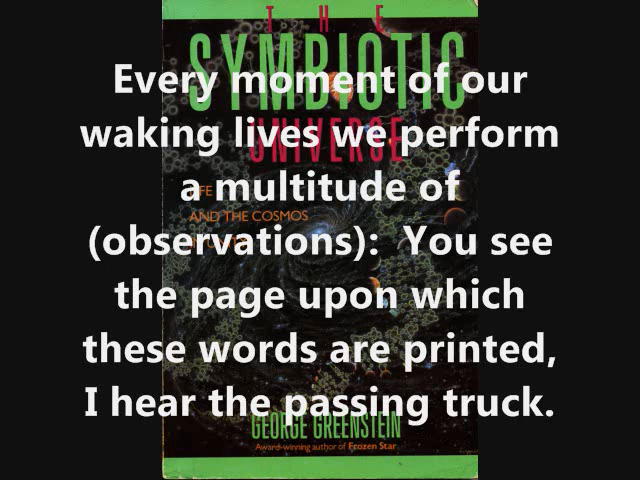 THE
SYMBIOTIC
UNIVERSE
Every moment of our
waking lives we perform
a multitude of
(observations):  You see
the page upon which
these words are printed,
I hear the passing truck.
AND THE COSMOS
GEORGE GREENSTEIN
Award-winning author of Frozen Star